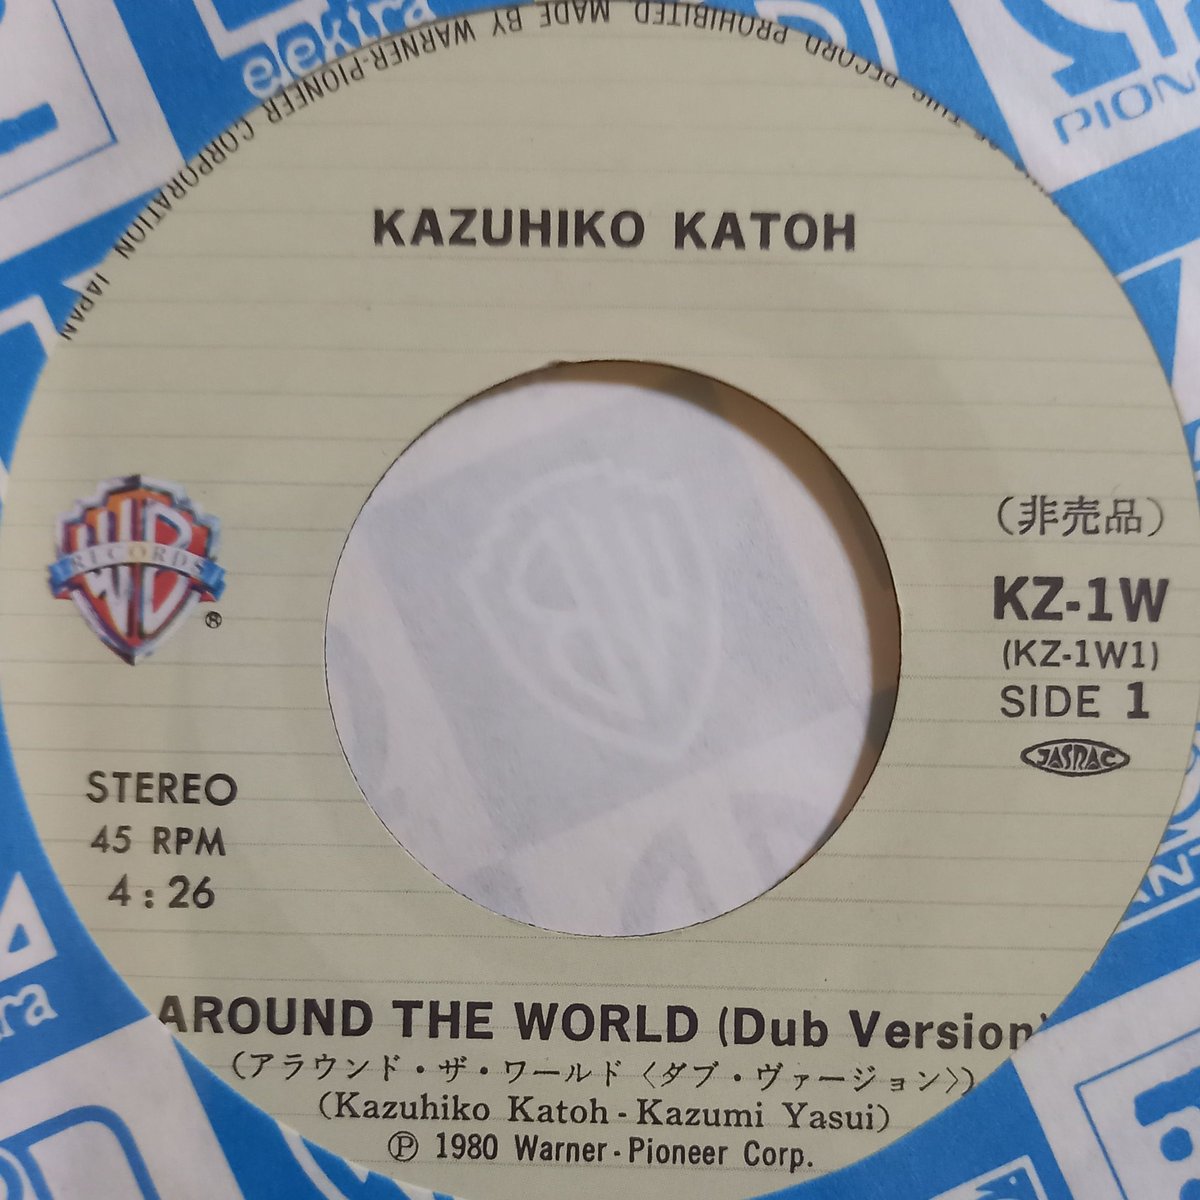 elektra
PIONE
OF THIS RECORD PROHIBITED. MADE BY WARNER-PIONEER CORPORATION, JAPAN
KAZUHIKO KATOH
WB
RECORDS
®
(非売品)
KZ-1W
(KZ-1W1)
SIDE 1
JASRAC
STEREO
45 RPM
4:26
AROUND THE WORLD (Dub Version)
(アラウンド・ザ・ワールド〈ダブ・ヴァージョン〉)
(Kazuhiko Katoh - Kazumi Yasui)
Ⓟ 1980 Warner-Pioneer Corp.